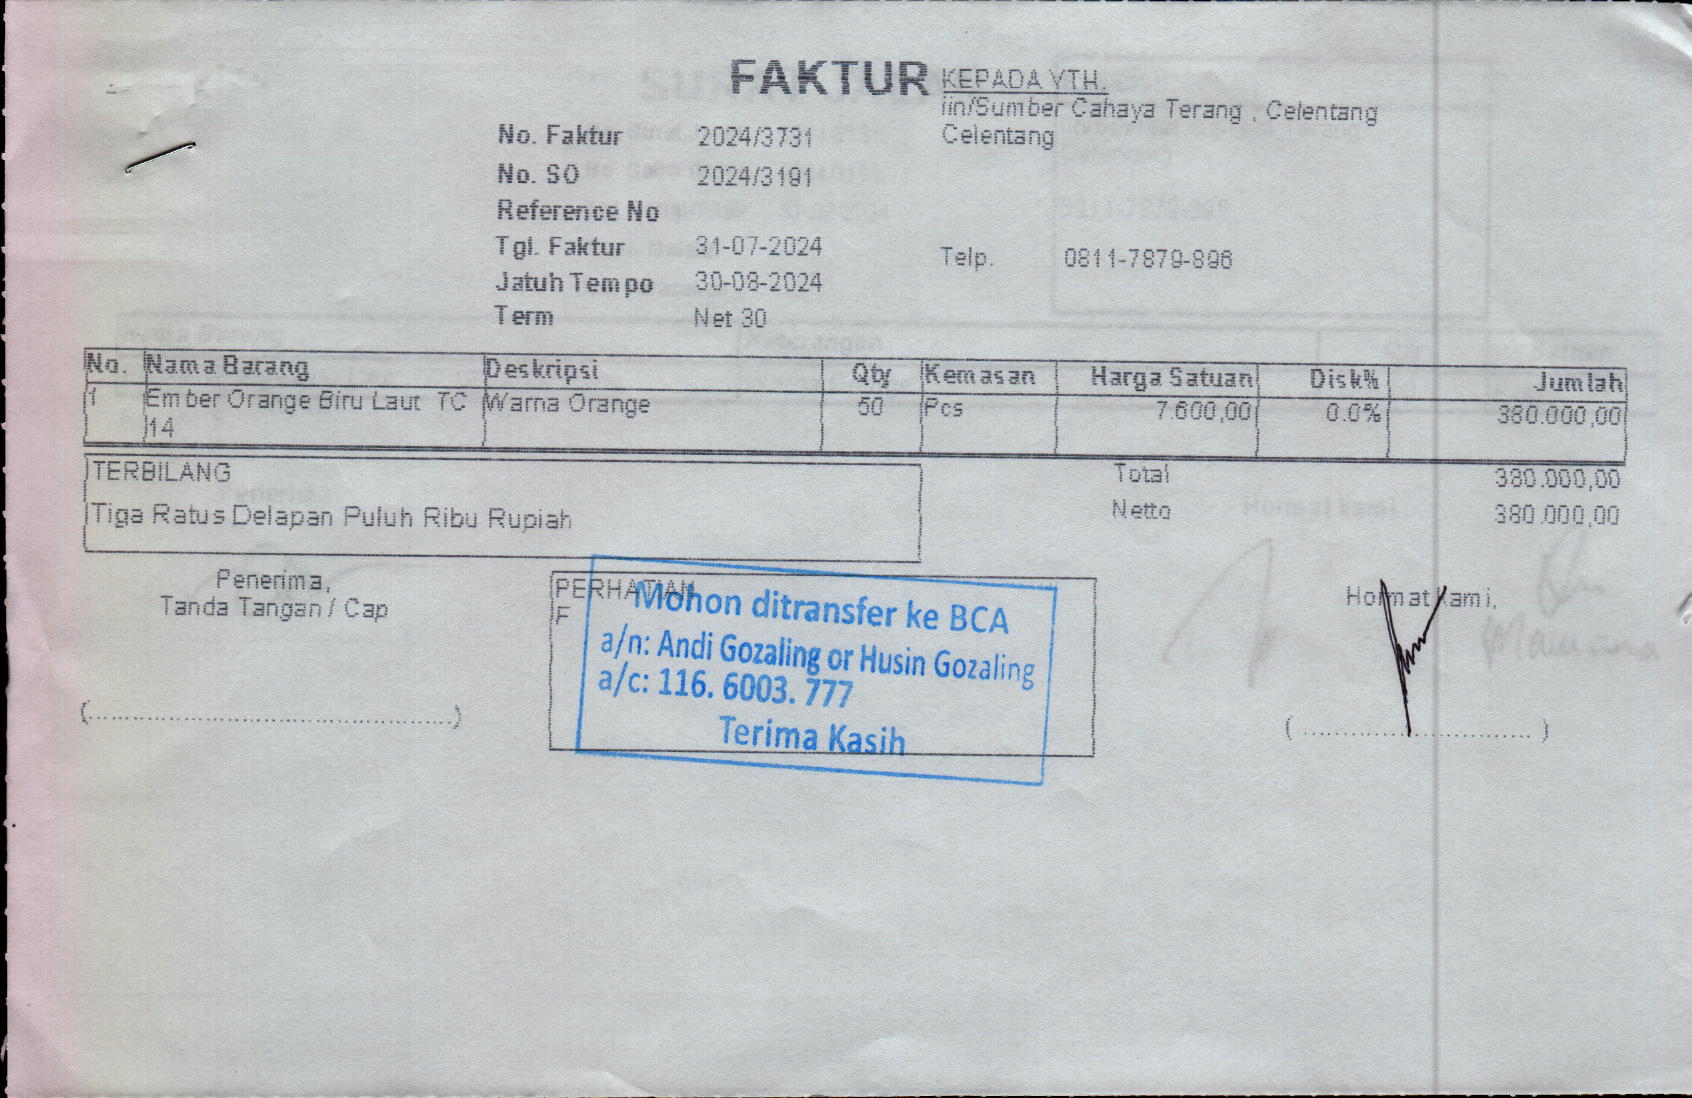 FAKTUR
KEPADA YTH.
iin/Sumber Cahaya Terang , Celentang
Celentang
No. Faktur 2024/3731
No. SO 2024/3191
Reference No
Tgl. Faktur 31-07-2024
Telp. 0811-7879-896
Jatuh Tempo 30-08-2024
Term Net 30
No. Nama Barang Deskripsi Qty Kemasan Harga Satuan Disk% Jumlah
1 Ember Orange Biru Laut TC Warna Orange 50 Pcs 7.600,00 0.0% 380.000,00
14
TERBILANG
Total 380.000,00
Tiga Ratus Delapan Puluh Ribu Rupiah
Netto 380.000,00
Penerima,
Tanda Tangan / Cap
(................................................)
PERHATIAN
F
Mohon ditransfer ke BCA
a/n: Andi Gozaling or Husin Gozaling
a/c: 116. 6003. 777
Terima Kasih
Hormat kami,
( .............................. )